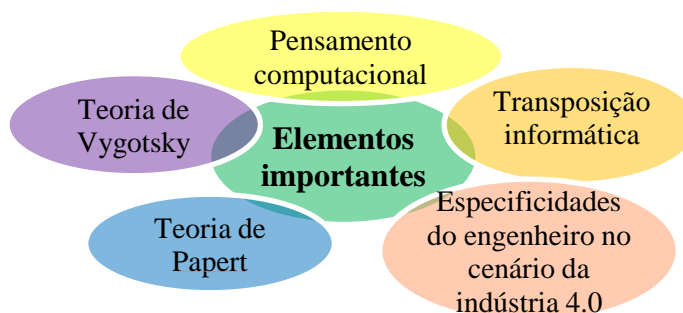 Pensamento
computacional
Teoria de
Vygotsky
Elementos
importantes
Transposição
informática
Teoria de
Papert
Especificidades
do engenheiro no
cenário da
indústria 4.0